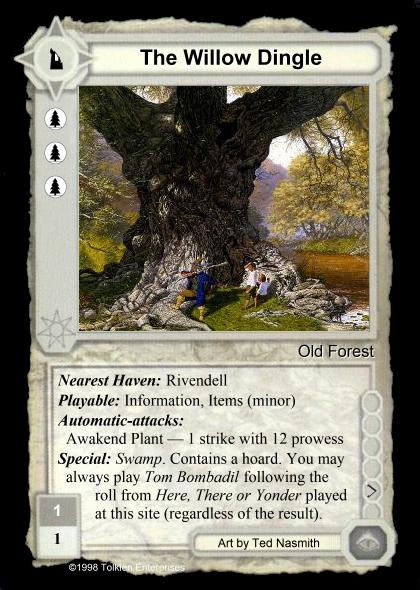 The Willow Dingle
Old Forest
Nearest Haven: Rivendell
Playable: Information, Items (minor)
Automatic-attacks:
Awakend Plant — 1 strike with 12 prowess
Special: Swamp. Contains a hoard. You may
always play Tom Bombadil following the
roll from Here, There or Yonder played
at this site (regardless of the result).
1
1
Art by Ted Nasmith
©1998 Tolkien Enterprises